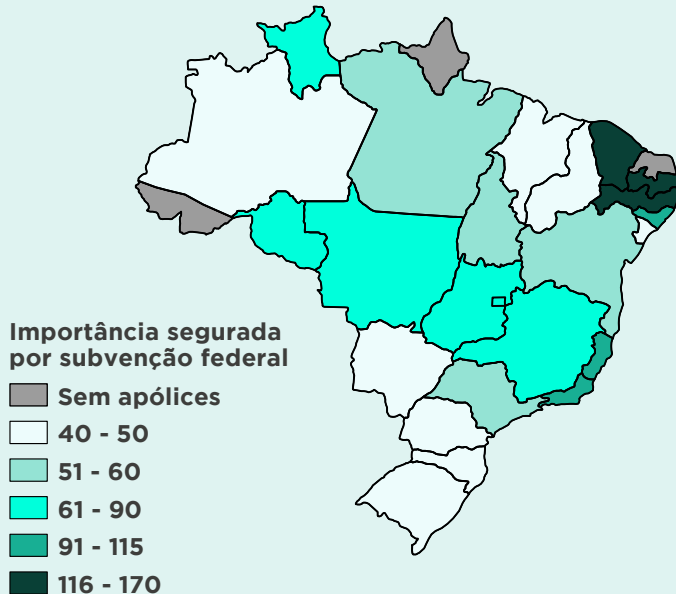 Importância segurada
por subvenção federal
Sem apólices
40 - 50
51 - 60
61 - 90
91 - 115
116 - 170